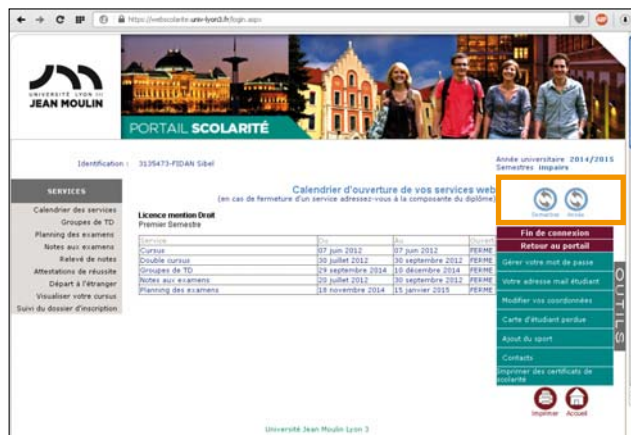 https://webscolarite.univ-lyon3.fr/login.aspx
UNIVERSITÉ LYON III
JEAN MOULIN
PORTAIL SCOLARITÉ
Identification : 3135473-FIDAN Sibel
Année universitaire 2014/2015
Semestres impairs
SERVICES
Calendrier des services
Groupes de TD
Planning des examens
Notes aux examens
Relevé de notes
Attestations de réussite
Départ à l'étranger
Visualiser votre cursus
Suivi du dossier d'inscription
Calendrier d'ouverture de vos services web
(en cas de fermeture d'un service adressez-vous à la composante du diplôme)
Licence mention Droit
Premier Semestre
Service Du Au Ouvert
Cursus 07 juin 2012 07 juin 2012 FERME
Double cursus 30 juillet 2012 30 septembre 2012 FERME
Groupes de TD 29 septembre 2014 10 décembre 2014 FERME
Notes aux examens 20 juillet 2012 30 septembre 2012 FERME
Planning des examens 18 novembre 2014 15 janvier 2015 FERME
Semestre Année
Fin de connexion
Retour au portail
Gérer votre mot de passe
Votre adresse mail étudiant
Modifier vos coordonnées
Carte d'étudiant perdue
Ajout du sport
Contacts
Imprimer des certificats de
scolarité
OUTILS
Imprimer Accueil
Université Jean Moulin Lyon 3